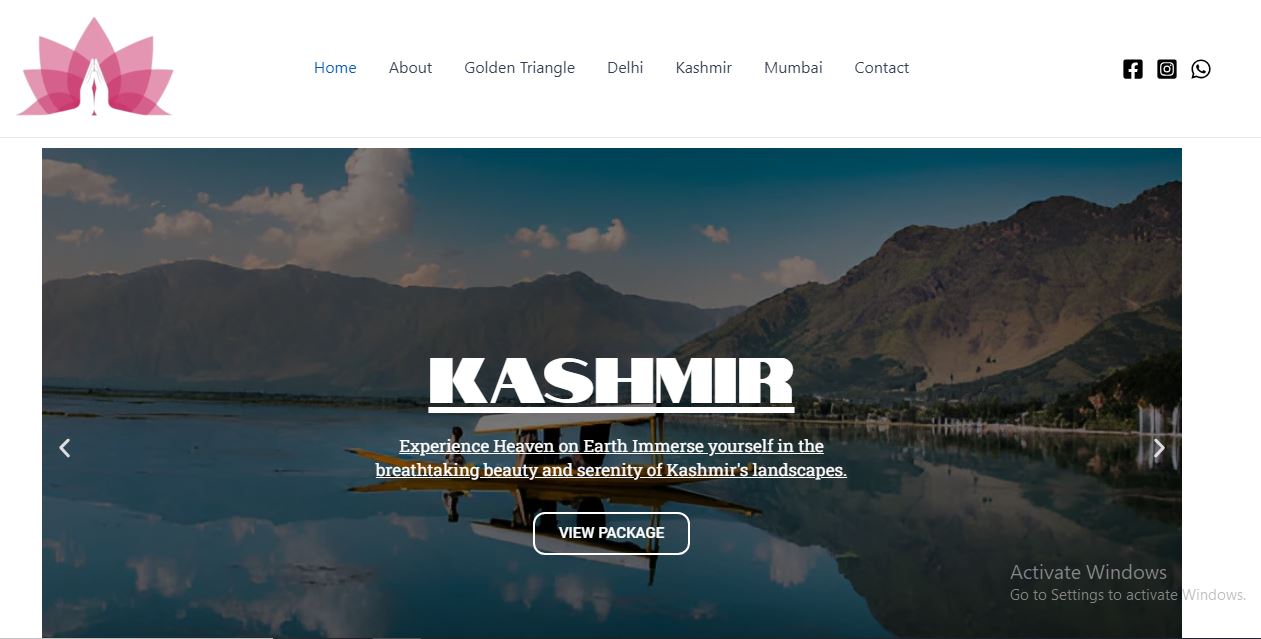 Home About Golden Triangle Delhi Kashmir Mumbai Contact
KASHMIR
Experience Heaven on Earth Immerse yourself in the
breathtaking beauty and serenity of Kashmir's landscapes.
VIEW PACKAGE
Activate Windows
Go to Settings to activate Windows.